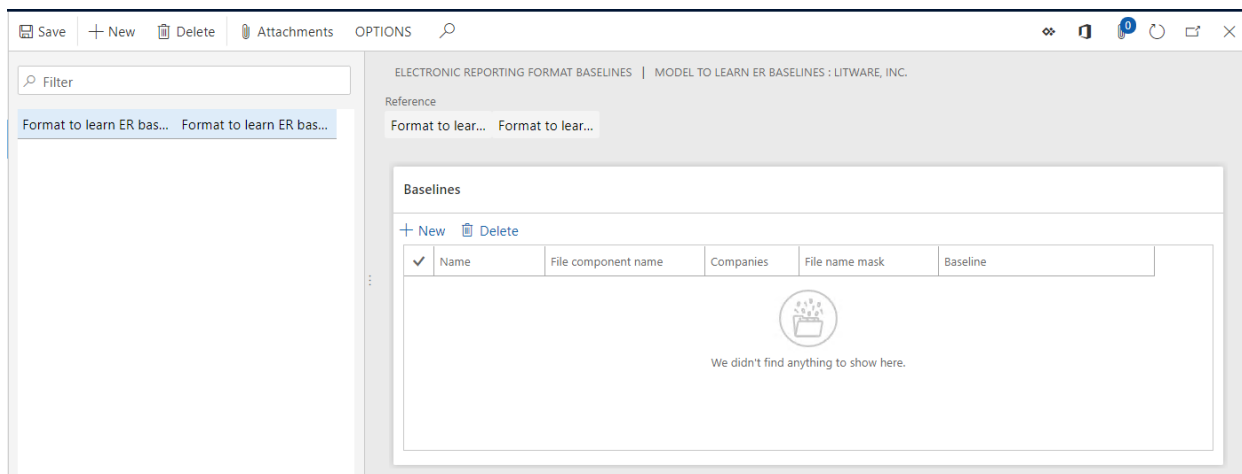 Save New Delete Attachments OPTIONS 0
Filter
Format to learn ER bas... Format to learn ER bas...
ELECTRONIC REPORTING FORMAT BASELINES | MODEL TO LEARN ER BASELINES : LITWARE, INC.
Reference
Format to lear... Format to lear...
Baselines
New Delete
Name File component name Companies File name mask Baseline
We didn't find anything to show here.